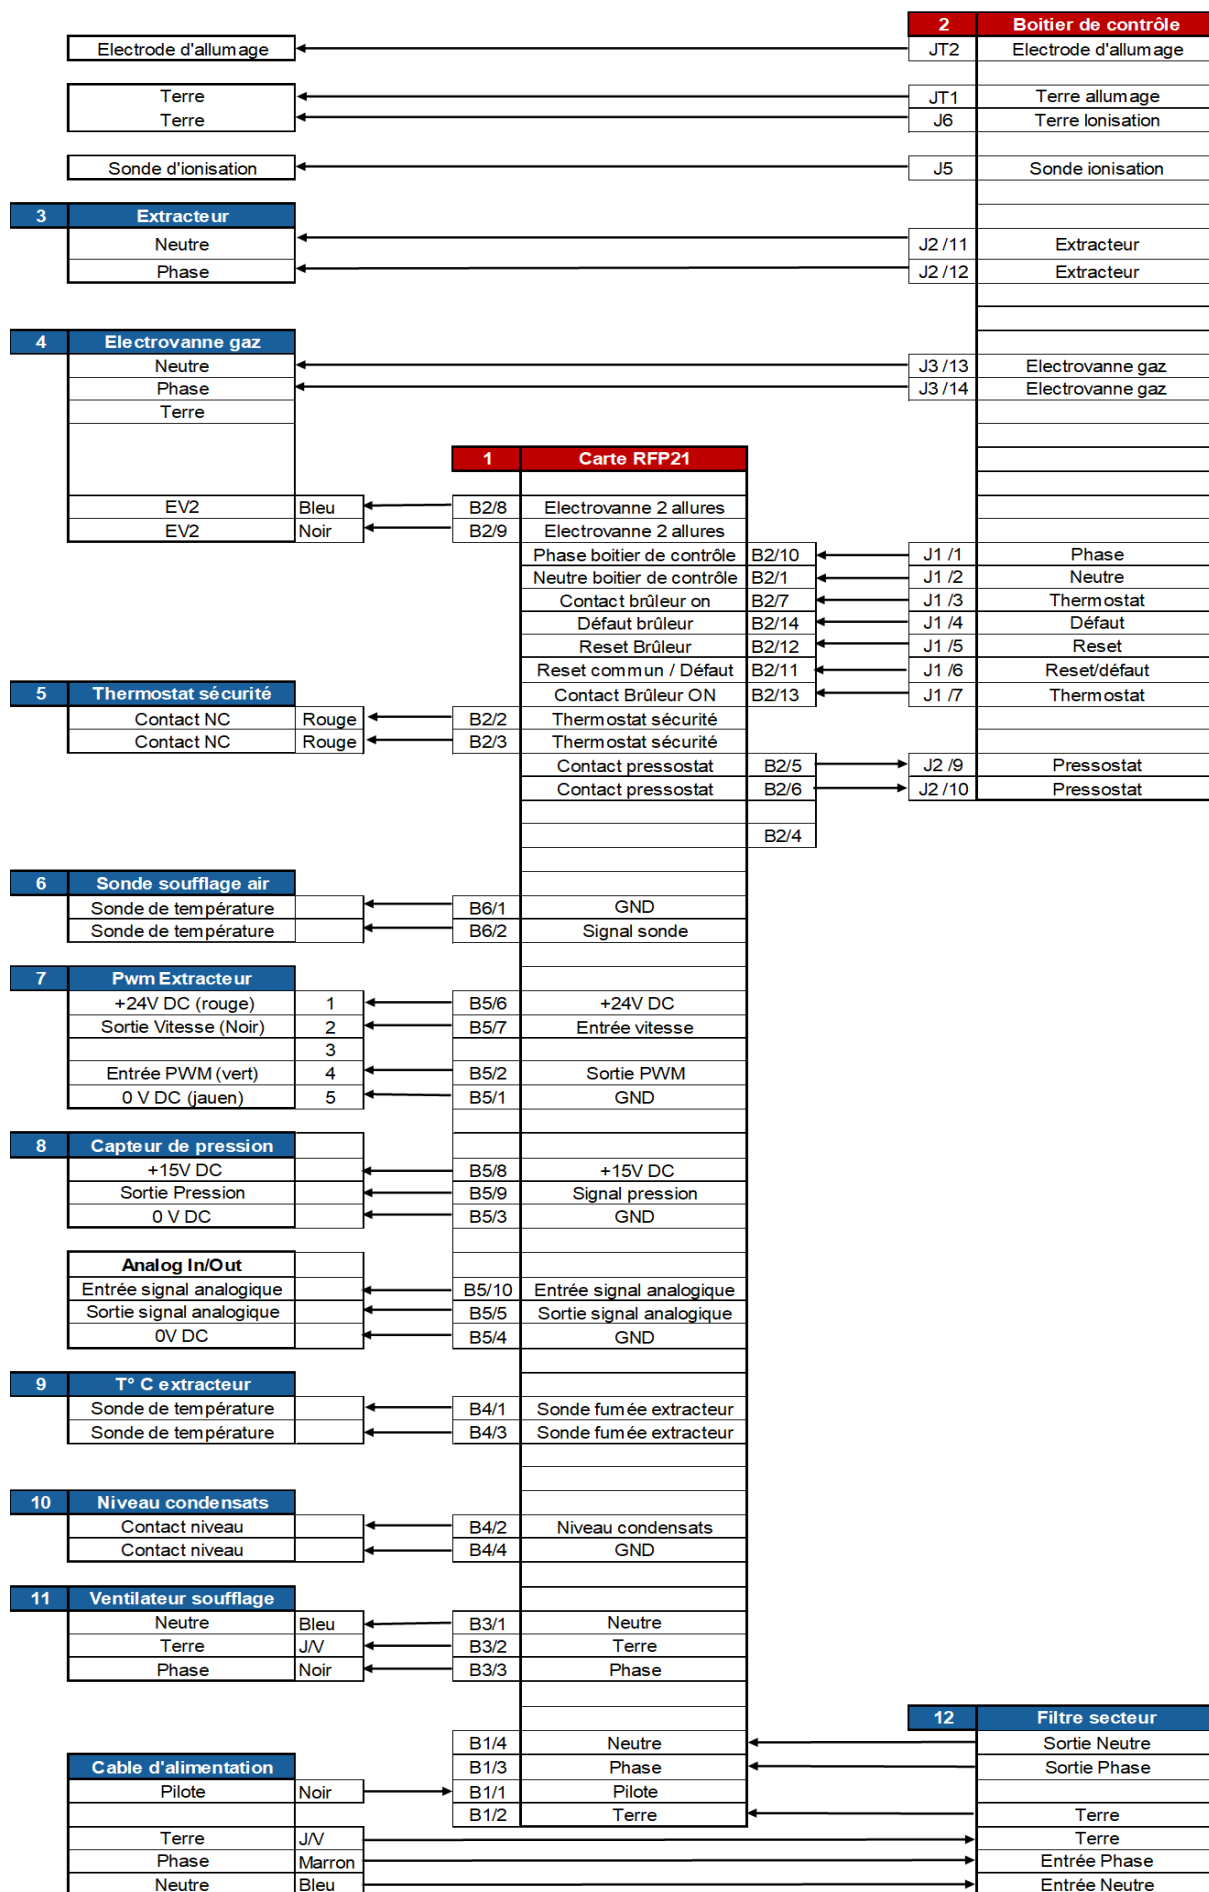 2 Boitier de contrôle
Electrode d'allumage JT2 Electrode d'allumage
Terre JT1 Terre allumage
Terre J6 Terre Ionisation
Sonde d'ionisation J5 Sonde ionisation
3 Extracteur
Neutre J2 /11 Extracteur
Phase J2 /12 Extracteur
4 Electrovanne gaz
Neutre J3 /13 Electrovanne gaz
Phase J3 /14 Electrovanne gaz
Terre
1 Carte RFP21
EV2 Bleu B2/8 Electrovanne 2 allures
EV2 Noir B2/9 Electrovanne 2 allures
Phase boitier de contrôle B2/10 J1 /1 Phase
Neutre boitier de contrôle B2/1 J1 /2 Neutre
Contact brûleur on B2/7 J1 /3 Thermostat
Défaut brûleur B2/14 J1 /4 Défaut
Reset Brûleur B2/12 J1 /5 Reset
Reset commun / Défaut B2/11 J1 /6 Reset/défaut
5 Thermostat sécurité Contact Brûleur ON B2/13 J1 /7 Thermostat
Contact NC Rouge B2/2 Thermostat sécurité
Contact NC Rouge B2/3 Thermostat sécurité
Contact pressostat B2/5 J2 /9 Pressostat
Contact pressostat B2/6 J2 /10 Pressostat
B2/4
6 Sonde soufflage air
Sonde de température B6/1 GND
Sonde de température B6/2 Signal sonde
7 Pwm Extracteur
+24V DC (rouge) 1 B5/6 +24V DC
Sortie Vitesse (Noir) 2 B5/7 Entrée vitesse
3
Entrée PWM (vert) 4 B5/2 Sortie PWM
0 V DC (jauen) 5 B5/1 GND
8 Capteur de pression
+15V DC B5/8 +15V DC
Sortie Pression B5/9 Signal pression
0 V DC B5/3 GND
Analog In/Out
Entrée signal analogique B5/10 Entrée signal analogique
Sortie signal analogique B5/5 Sortie signal analogique
0V DC B5/4 GND
9 T° C extracteur
Sonde de température B4/1 Sonde fumée extracteur
Sonde de température B4/3 Sonde fumée extracteur
10 Niveau condensats
Contact niveau B4/2 Niveau condensats
Contact niveau B4/4 GND
11 Ventilateur soufflage
Neutre Bleu B3/1 Neutre
Terre J/V B3/2 Terre
Phase Noir B3/3 Phase
12 Filtre secteur
B1/4 Neutre Sortie Neutre
Cable d'alimentation B1/3 Phase Sortie Phase
Pilote Noir B1/1 Pilote
B1/2 Terre Terre
Terre J/V Terre
Phase Marron Entrée Phase
Neutre Bleu Entrée Neutre